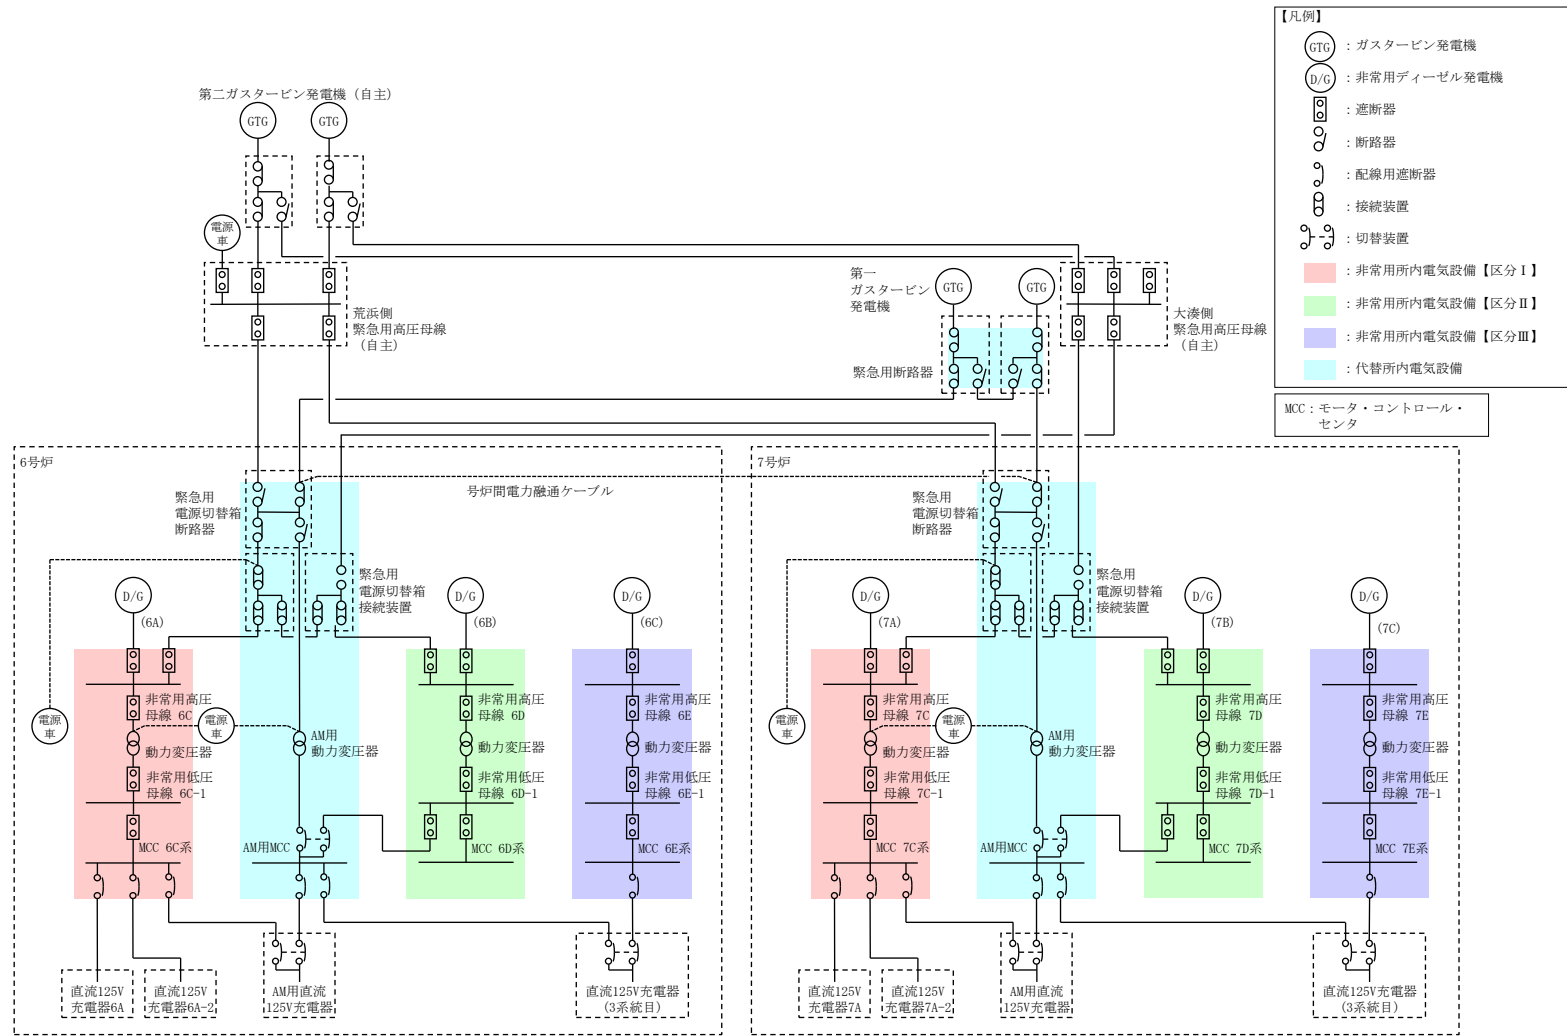 【凡例】
GTG
：ガスタービン発電機
D/G
：非常用ディーゼル発電機
：遮断器
：断路器
：配線用遮断器
：接続装置
：切替装置
：非常用所内電気設備【区分Ⅰ】
：非常用所内電気設備【区分Ⅱ】
：非常用所内電気設備【区分Ⅲ】
：代替所内電気設備
MCC：モータ・コントロール・
センタ
第二ガスタービン発電機（自主）
GTG
GTG
電源
車
荒浜側
緊急用高圧母線
（自主）
第一
ガスタービン
発電機
GTG
GTG
緊急用断路器
大湊側
緊急用高圧母線
（自主）
6号炉
緊急用
電源切替箱
断路器
号炉間電力融通ケーブル
緊急用
電源切替箱
接続装置
D/G
(6A)
D/G
(6B)
D/G
(6C)
電源
車
非常用高圧
母線 6C
電源
車
AM用
動力変圧器
動力変圧器
非常用低圧
母線 6C-1
MCC 6C系
AM用MCC
非常用高圧
母線 6D
動力変圧器
非常用低圧
母線 6D-1
MCC 6D系
非常用高圧
母線 6E
動力変圧器
非常用低圧
母線 6E-1
MCC 6E系
直流125V
充電器6A
直流125V
充電器6A-2
AM用直流
125V充電器
直流125V充電器
(3系統目)
7号炉
緊急用
電源切替箱
断路器
緊急用
電源切替箱
接続装置
D/G
(7A)
D/G
(7B)
D/G
(7C)
電源
車
非常用高圧
母線 7C
電源
車
AM用
動力変圧器
動力変圧器
非常用低圧
母線 7C-1
MCC 7C系
AM用MCC
非常用高圧
母線 7D
動力変圧器
非常用低圧
母線 7D-1
MCC 7D系
非常用高圧
母線 7E
動力変圧器
非常用低圧
母線 7E-1
MCC 7E系
直流125V
充電器7A
直流125V
充電器7A-2
AM用直流
125V充電器
直流125V充電器
(3系統目)